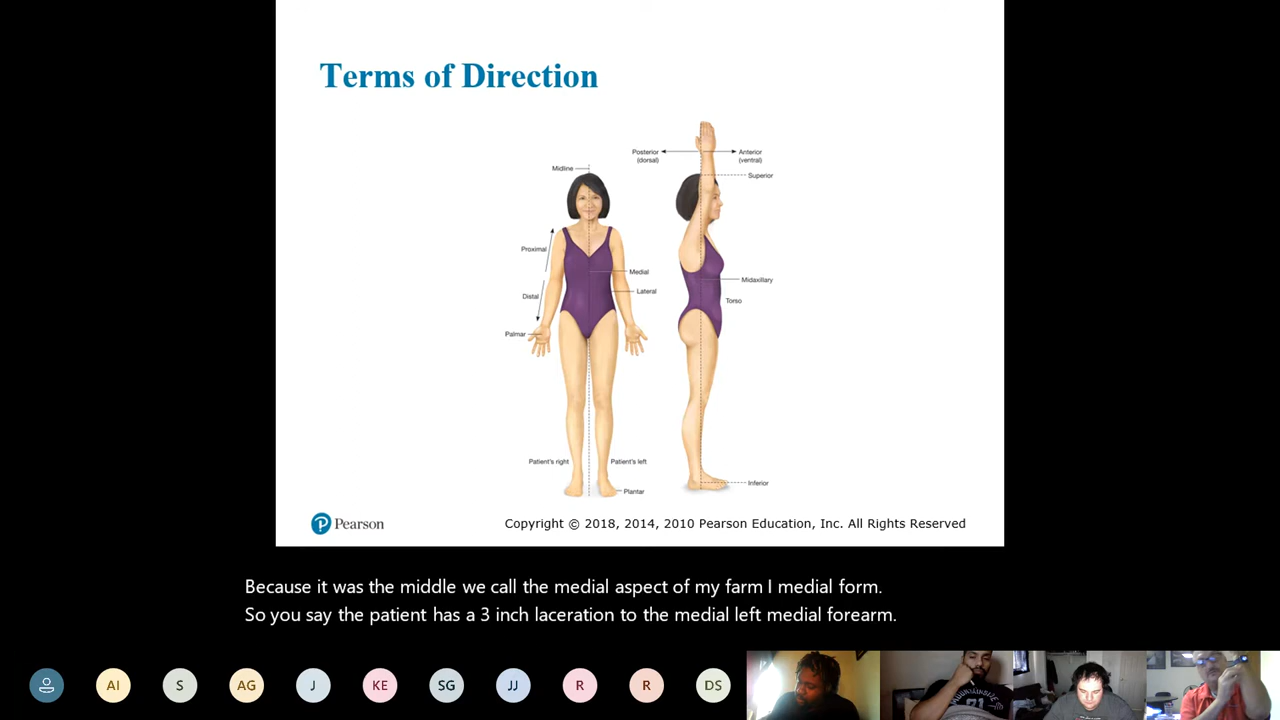 Terms of Direction
Posterior
(dorsal)
Anterior
(ventral)
Midline
Superior
Proximal
Medial
Midaxillary
Distal
Lateral
Torso
Palmar
Patient's right
Patient's left
Plantar
Inferior
Pearson
Copyright © 2018, 2014, 2010 Pearson Education, Inc. All Rights Reserved
Because it was the middle we call the medial aspect of my farm I medial form.
So you say the patient has a 3 inch laceration to the medial left medial forearm.
AI
S
AG
J
KE
SG
JJ
R
R
DS